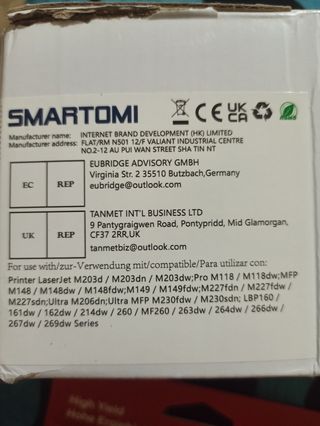 SMARTOMI
CE UK CA
Manufacturer name: INTERNET BRAND DEVELOPMENT (HK) LIMITED
Manufacturer address: FLAT/RM N501 12/F VALIANT INDUSTRIAL CENTRE
NO.2-12 AU PUI WAN STREET SHA TIN NT
EC REP
EUBRIDGE ADVISORY GMBH
Virginia Str. 2 35510 Butzbach,Germany
eubridge@outlook.com
UK REP
TANMET INT'L BUSINESS LTD
9 Pantygraigwen Road, Pontypridd, Mid Glamorgan,
CF37 2RR,UK
tanmetbiz@outlook.com
For use with/zur-Verwendung mit/compatible/Para utilizar con:
Printer LaserJet M203d / M203dn / M203dw;Pro M118 / M118dw;MFP
M148 / M148dw / M148fdw;M149 / M149fdw;M227fdn / M227fdw /
M227sdn;Ultra M206dn;Ultra MFP M230fdw / M230sdn; LBP160 /
161dw / 162dw / 214dw / 260 / MF260 / 263dw / 264dw / 266dw /
267dw / 269dw Series
High Yield